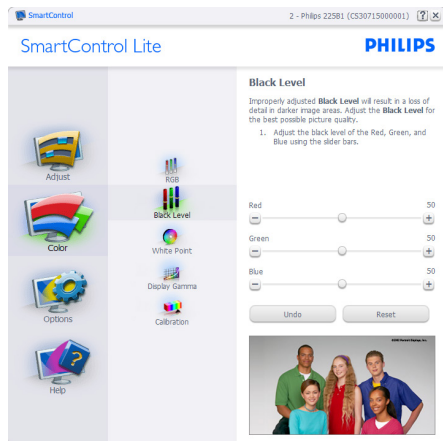 SmartControl
2 - Philips 225B1 (CS30715000001)
SmartControl Lite
PHILIPS
Adjust
Color
Options
Help
RGB
Black Level
White Point
Display Gamma
Calibration
Black Level
Improperly adjusted Black Level will result in a loss of
detail in darker image areas. Adjust the Black Level for
the best possible picture quality.
1. Adjust the black level of the Red, Green, and
Blue using the slider bars.
Red 50
Green 50
Blue 50
Undo
Reset